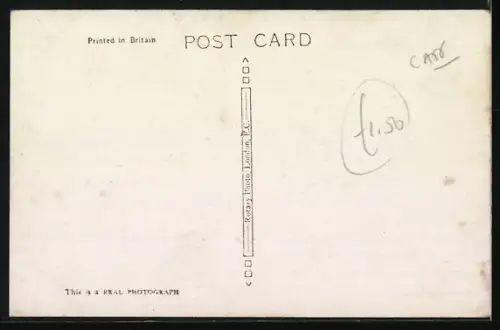 Printed in Britain
POST CARD
£1.50
Rotary Photo London, E.C.
This is a REAL PHOTOGRAPH